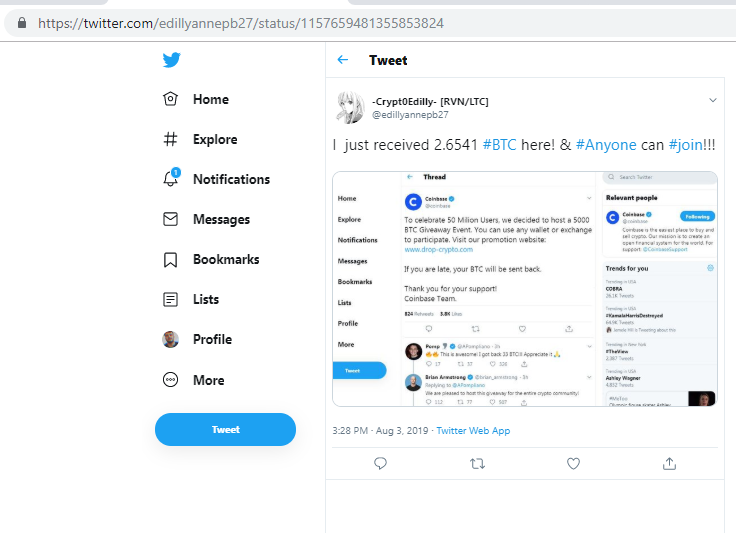 https://twitter.com/edillyannepb27/status/1157659481355853824
Home
Explore
Notifications
1
Messages
Bookmarks
Lists
Profile
More
Tweet
Tweet
-Crypt0Edilly- [RVN/LTC]
@edillyannepb27
I just received 2.6541 #BTC here! & #Anyone can #join!!!
Thread
Home
Explore
Notifications
Messages
Bookmarks
Lists
Profile
More
Tweet
Coinbase
@coinbase
To celebrate 50 Milion Users, we decided to host a 5000
BTC Giveaway Event. You can use any wallet or exchange
to participate. Visit our promotion website:
www.drop-crypto.com
If you are late, your BTC will be sent back.
Thank you for your support!
Coinbase Team.
824 Retweets 3.8K Likes
Pomp @APompliano · 3h
This is awesome! I got back 33 BTC!! Appreciate it
17 37 220
Brian Armstrong @brian_armstrong · 3h
Replying to @APompliano
We are pleased to host this giveaway for the entire crypto community!
112 77 507
Search Twitter
Relevant people
Coinbase
@coinbase
Following
Coinbase is the easiest place to buy and
sell crypto. Our mission is to create an
open financial system for the world. For
support: @CoinbaseSupport
Trends for you
Trending in USA
COBRA
26.1K Tweets
Trending in USA
#KamalaHarrisDestroyed
Tweets
is Tweeting about this
Trending in New York
#TheView
2,387 Tweets
Trending in USA
Ashley Wagner
4,832 Tweets
#MeToo
3:28 PM · Aug 3, 2019 · Twitter Web App